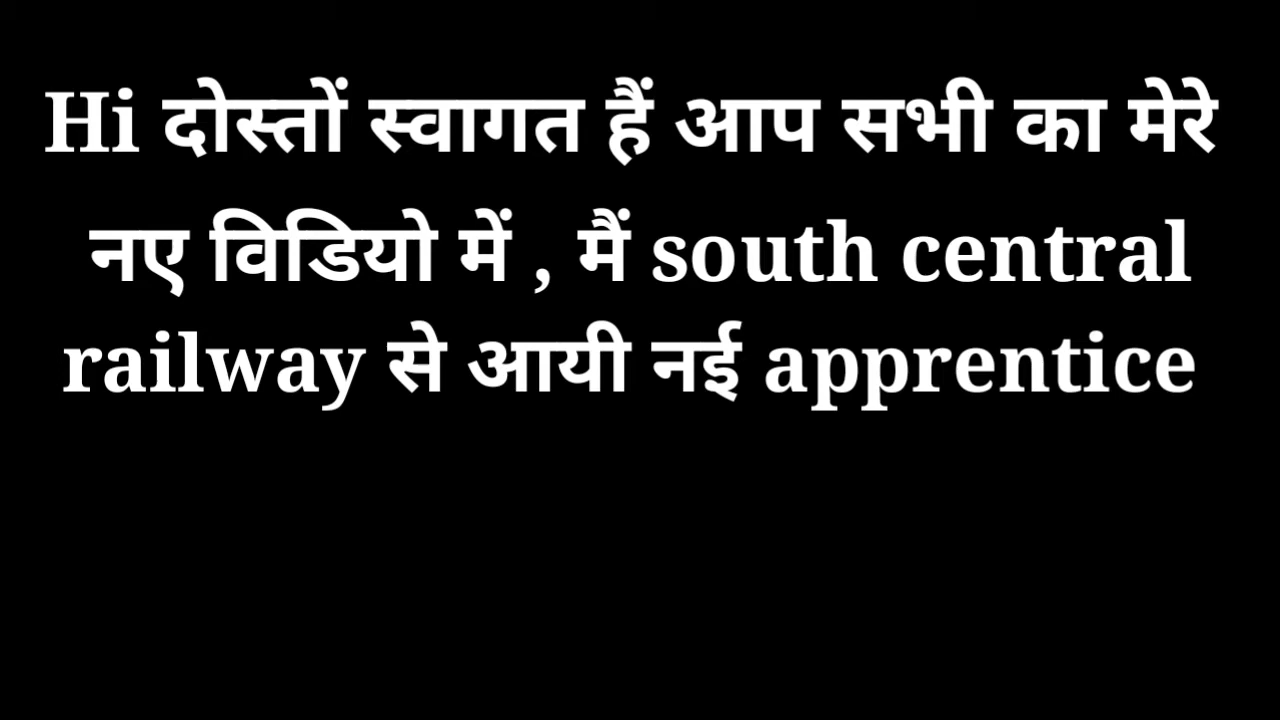 Hi दोस्तों स्वागत हैं आप सभी का मेरे
नए विडियो में , मैं south central
railway से आयी नई apprentice